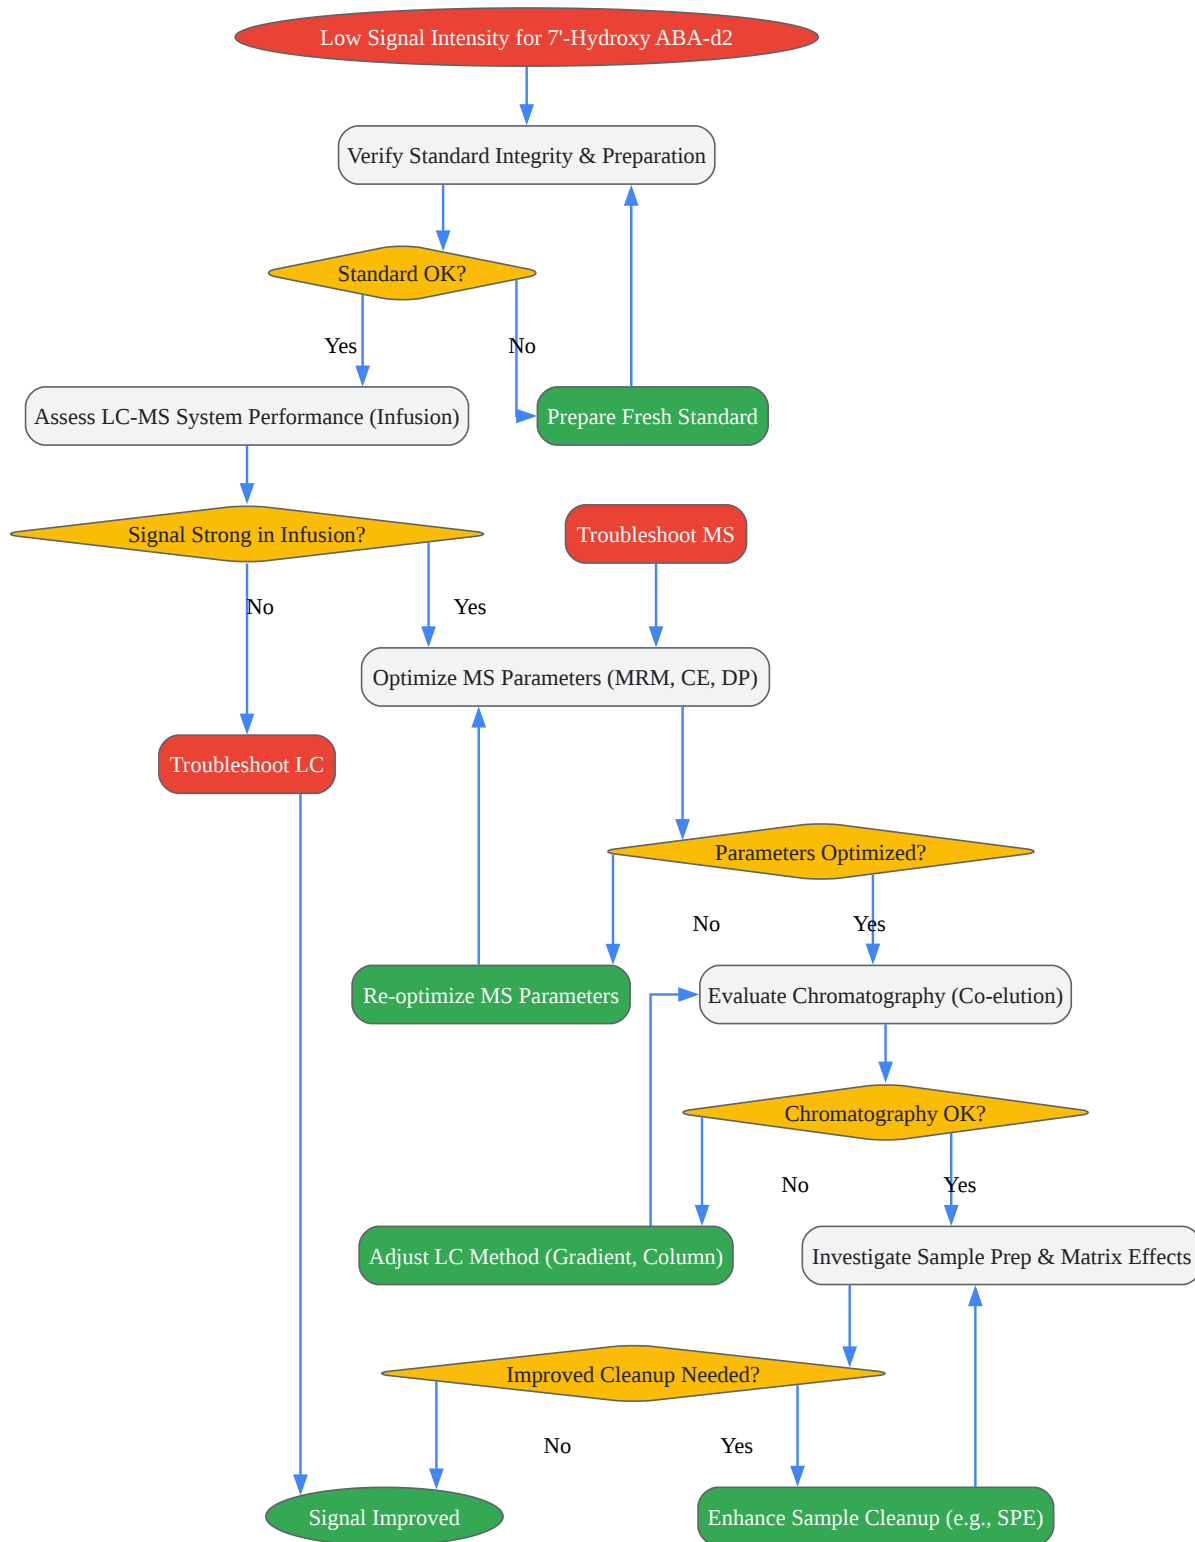 Low Signal Intensity for 7'-Hydroxy ABA-d2
Verify Standard Integrity & Preparation
Standard OK?
Yes
No
Assess LC-MS System Performance (Infusion)
Prepare Fresh Standard
Signal Strong in Infusion?
Troubleshoot MS
No
Yes
Optimize MS Parameters (MRM, CE, DP)
Troubleshoot LC
Parameters Optimized?
No
Yes
Re-optimize MS Parameters
Evaluate Chromatography (Co-elution)
Chromatography OK?
No
Yes
Adjust LC Method (Gradient, Column)
Investigate Sample Prep & Matrix Effects
Improved Cleanup Needed?
No
Yes
Signal Improved
Enhance Sample Cleanup (e.g., SPE)